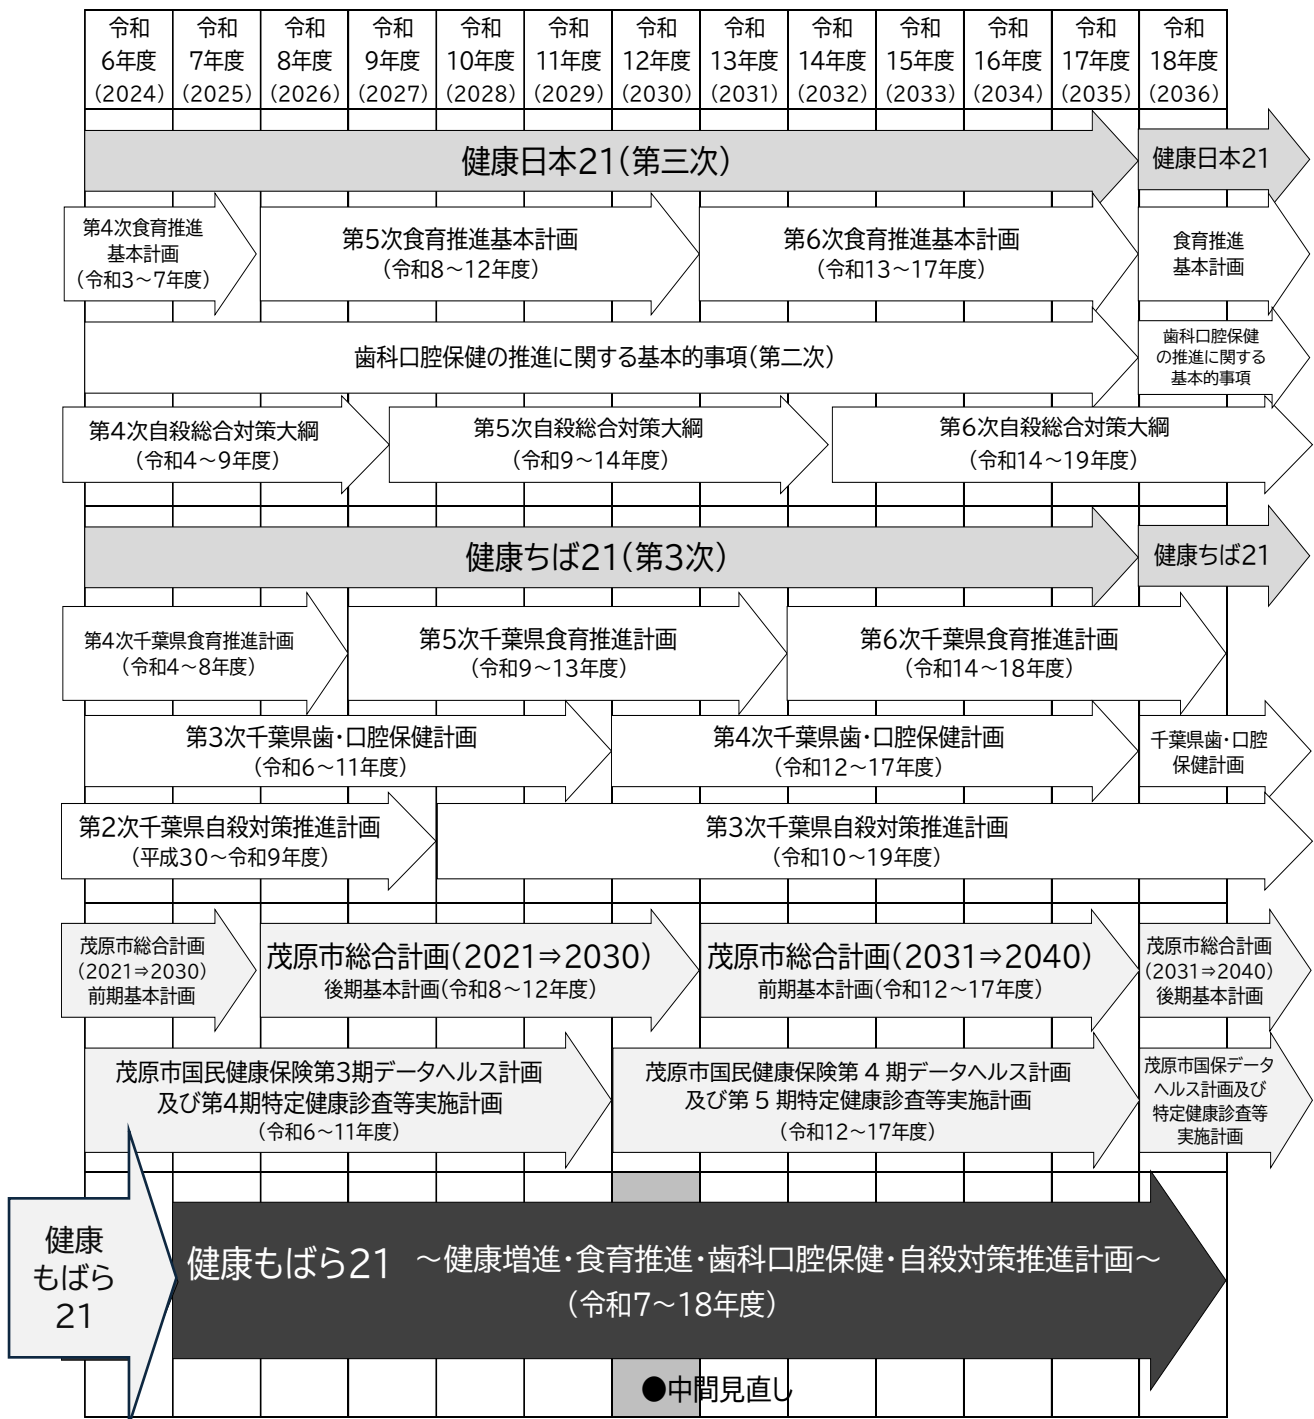 令和 令和 令和 令和 令和 令和 令和 令和 令和 令和 令和 令和 令和
6年度 7年度 8年度 9年度 10年度 11年度 12年度 13年度 14年度 15年度 16年度 17年度 18年度
(2024) (2025) (2026) (2027) (2028) (2029) (2030) (2031) (2032) (2033) (2034) (2035) (2036)
健康日本21(第三次)
健康日本21
第4次食育推進
基本計画
(令和3～7年度)
第5次食育推進基本計画
(令和8～12年度)
第6次食育推進基本計画
(令和13～17年度)
食育推進
基本計画
歯科口腔保健の推進に関する基本的事項(第二次)
歯科口腔保健
の推進に関する
基本的事項
第4次自殺総合対策大綱
(令和4～9年度)
第5次自殺総合対策大綱
(令和9～14年度)
第6次自殺総合対策大綱
(令和14～19年度)
健康ちば21(第3次)
健康ちば21
第4次千葉県食育推進計画
(令和4～8年度)
第5次千葉県食育推進計画
(令和9～13年度)
第6次千葉県食育推進計画
(令和14～18年度)
第3次千葉県歯・口腔保健計画
(令和6～11年度)
第4次千葉県歯・口腔保健計画
(令和12～17年度)
千葉県歯・口腔
保健計画
第2次千葉県自殺対策推進計画
(平成30～令和9年度)
第3次千葉県自殺対策推進計画
(令和10～19年度)
茂原市総合計画
(2021⇒2030)
前期基本計画
茂原市総合計画(2021⇒2030)
後期基本計画(令和8～12年度)
茂原市総合計画(2031⇒2040)
前期基本計画(令和12～17年度)
茂原市総合計画
(2031⇒2040)
後期基本計画
茂原市国民健康保険第3期データヘルス計画
及び第4期特定健康診査等実施計画
(令和6～11年度)
茂原市国民健康保険第４期データヘルス計画
及び第５期特定健康診査等実施計画
(令和12～17年度)
茂原市国保データ
ヘルス計画及び
特定健康診査等
実施計画
健康
もばら
21
健康もばら21 ～健康増進・食育推進・歯科口腔保健・自殺対策推進計画～
(令和7～18年度)
●中間見直し